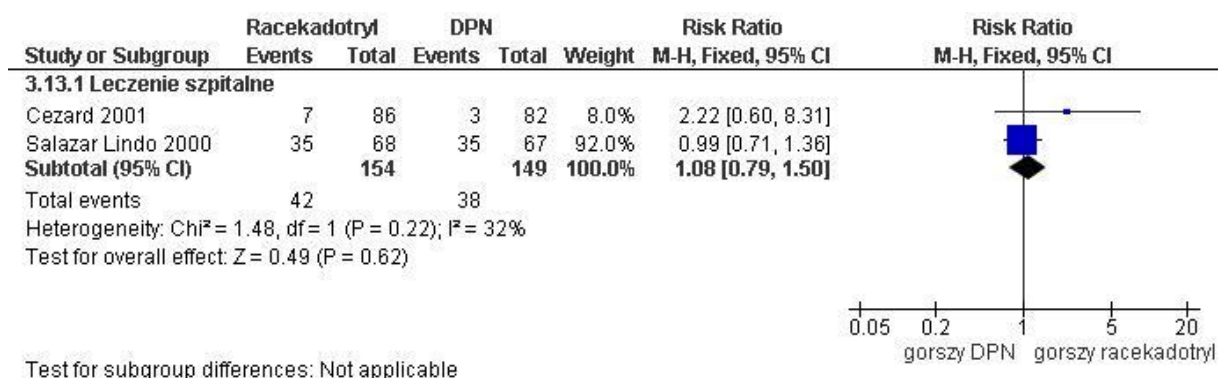 Racekadotryl DPN Risk Ratio Risk Ratio
Study or Subgroup Events Total Events Total Weight M-H, Fixed, 95% CI M-H, Fixed, 95% CI
3.13.1 Leczenie szpitalne
Cezard 2001 7 86 3 82 8.0% 2.22 [0.60, 8.31]
Salazar Lindo 2000 35 68 35 67 92.0% 0.99 [0.71, 1.36]
Subtotal (95% CI) 154 149 100.0% 1.08 [0.79, 1.50]
Total events 42 38
Heterogeneity: Chi² = 1.48, df = 1 (P = 0.22); I² = 32%
Test for overall effect: Z = 0.49 (P = 0.62)
0.05 0.2 1 5 20
gorszy DPN gorszy racekadotryl
Test for subgroup differences: Not applicable